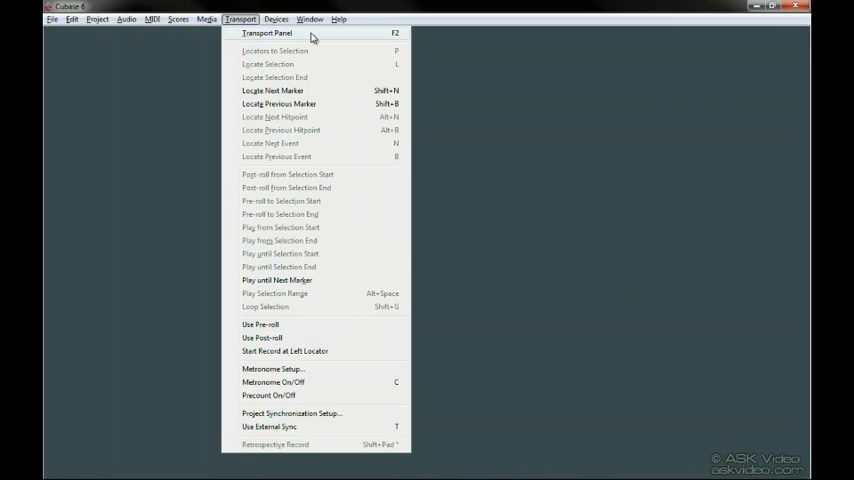 Cubase 6
File Edit Project Audio MIDI Scores Media Transport Devices Window Help
Transport Panel F2
Locators to Selection P
Locate Selection L
Locate Selection End
Locate Next Marker Shift+N
Locate Previous Marker Shift+B
Locate Next Hitpoint Alt+N
Locate Previous Hitpoint Alt+B
Locate Next Event N
Locate Previous Event B
Post-roll from Selection Start
Post-roll from Selection End
Pre-roll to Selection Start
Pre-roll to Selection End
Play from Selection Start
Play from Selection End
Play until Selection Start
Play until Selection End
Play until Next Marker
Play Selection Range Alt+Space
Loop Selection Shift+G
Use Pre-roll
Use Post-roll
Start Record at Left Locator
Metronome Setup...
Metronome On/Off C
Precount On/Off
Project Synchronization Setup...
Use External Sync T
Retrospective Record Shift+Pad *
© ASK Video
askvideo.com